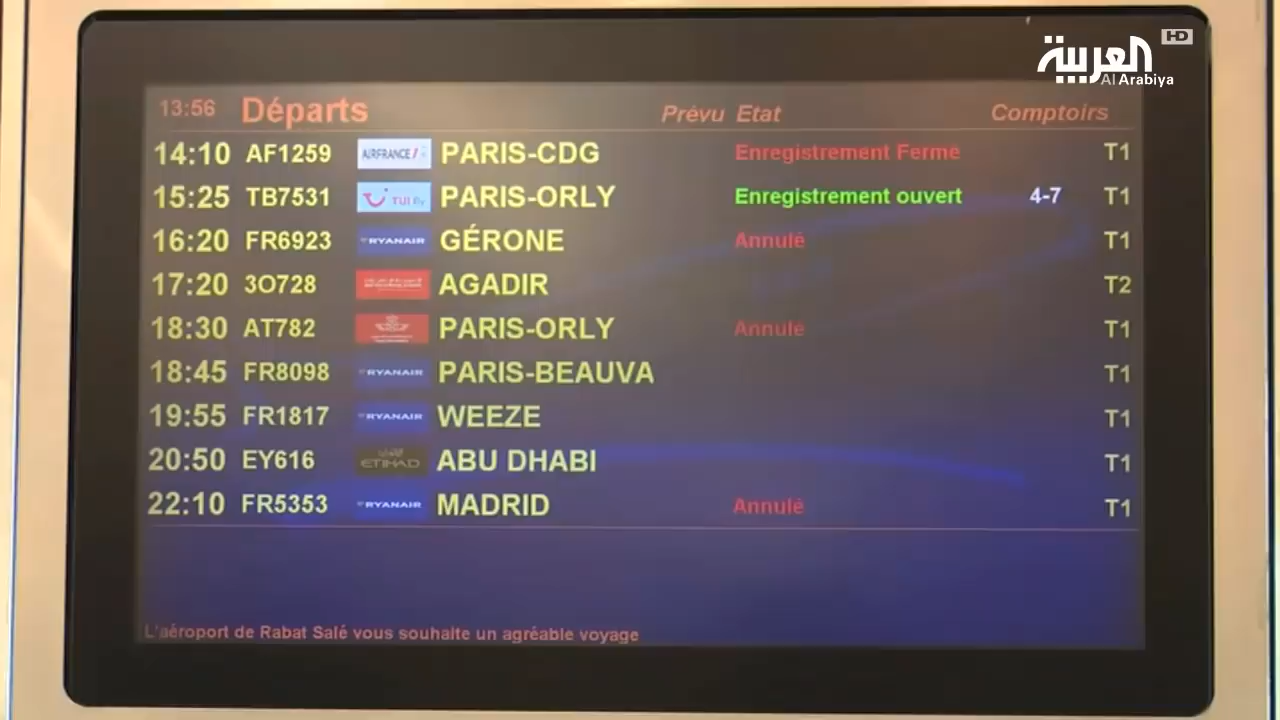 HD
العربية
Al Arabiya
13:56 Départs Prévu Etat Comptoirs
14:10 AF1259 AIRFRANCE PARIS-CDG Enregistrement Fermé T1
15:25 TB7531 TUI fly PARIS-ORLY Enregistrement ouvert 4-7 T1
16:20 FR6923 RYANAIR GÉRONE Annulé T1
17:20 3O728 AGADIR T2
18:30 AT782 PARIS-ORLY Annulé T1
18:45 FR8098 RYANAIR PARIS-BEAUVA T1
19:55 FR1817 RYANAIR WEEZE T1
20:50 EY616 ETIHAD ABU DHABI T1
22:10 FR5353 RYANAIR MADRID Annulé T1
L'aéroport de Rabat Salé vous souhaite un agréable voyage